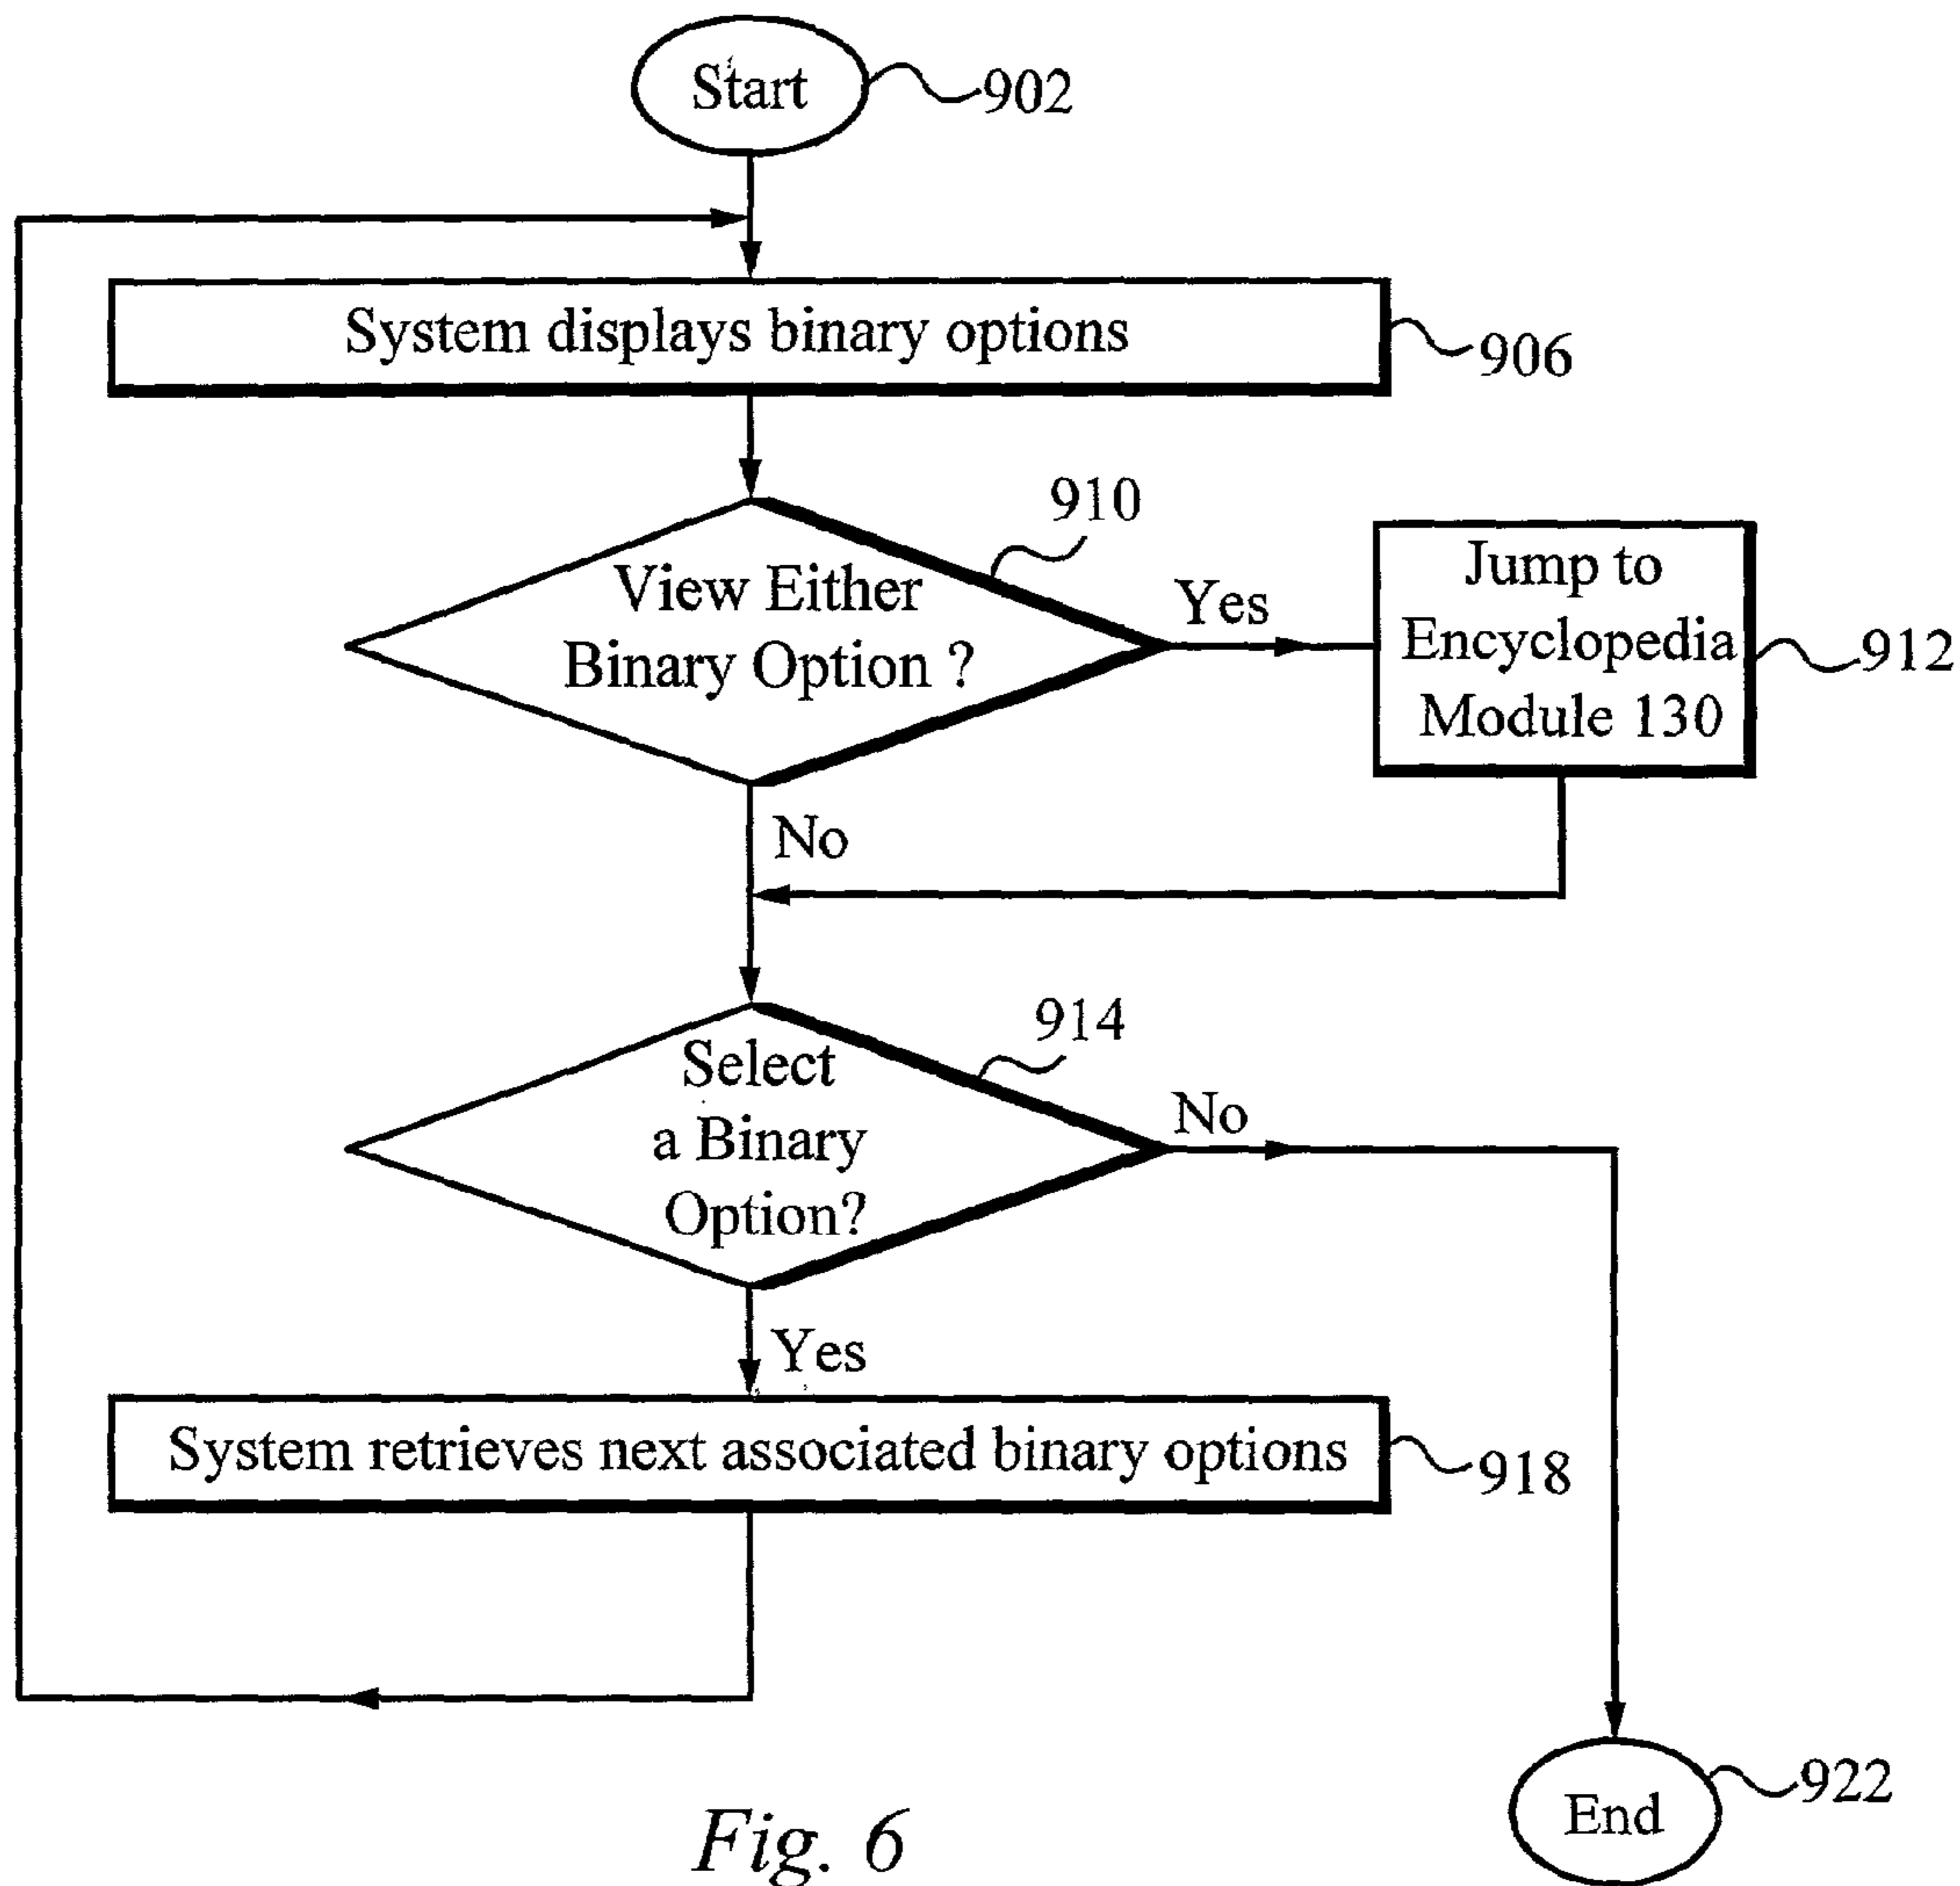 Start
902
System displays binary options
906
910
View Either
Binary Option ?
Yes
Jump to
Encyclopedia
Module 130
912
No
914
Select
a Binary
Option?
No
Yes
System retrieves next associated binary options
918
End
922
Fig. 6